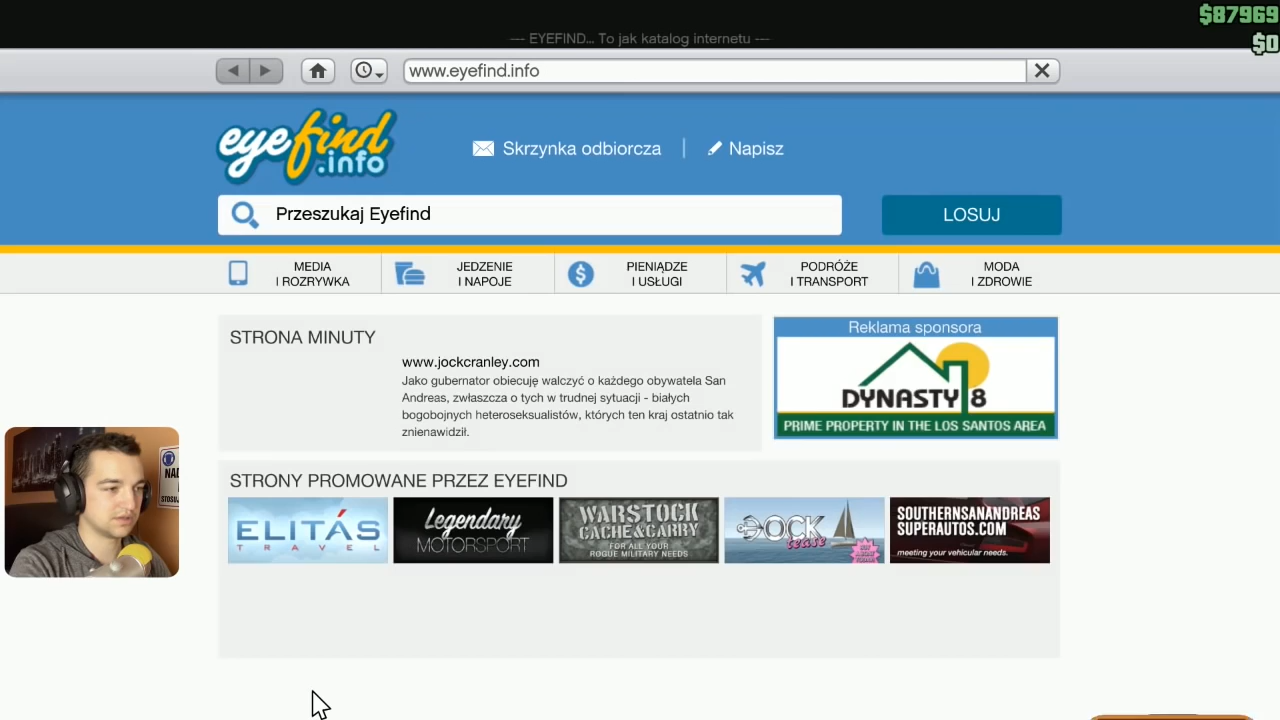 $87969
--- EYEFIND... To jak katalog internetu ---
$0
www.eyefind.info
eyefind.info
Skrzynka odbiorcza
Napisz
Przeszukaj Eyefind
LOSUJ
MEDIA
I ROZRYWKA
JEDZENIE
I NAPOJE
PIENIĄDZE
I USŁUGI
PODRÓŻE
I TRANSPORT
MODA
I ZDROWIE
STRONA MINUTY
www.jockcranley.com
Jako gubernator obiecuję walczyć o każdego obywatela San
Andreas, zwłaszcza o tych w trudnej sytuacji - białych
bogobojnych heteroseksualistów, których ten kraj ostatnio tak
znienawidził.
Reklama sponsora
DYNASTY 8
PRIME PROPERTY IN THE LOS SANTOS AREA
STRONY PROMOWANE PRZEZ EYEFIND
ELITÁS
TRAVEL
Legendary
MOTORSPORT
WARSTOCK
CACHE & CARRY
FOR ALL YOUR
ROGUE MILITARY NEEDS
DOCK
tease
SOUTHERNSANANDREAS
SUPERAUTOS.COM
meeting your vehicular needs.